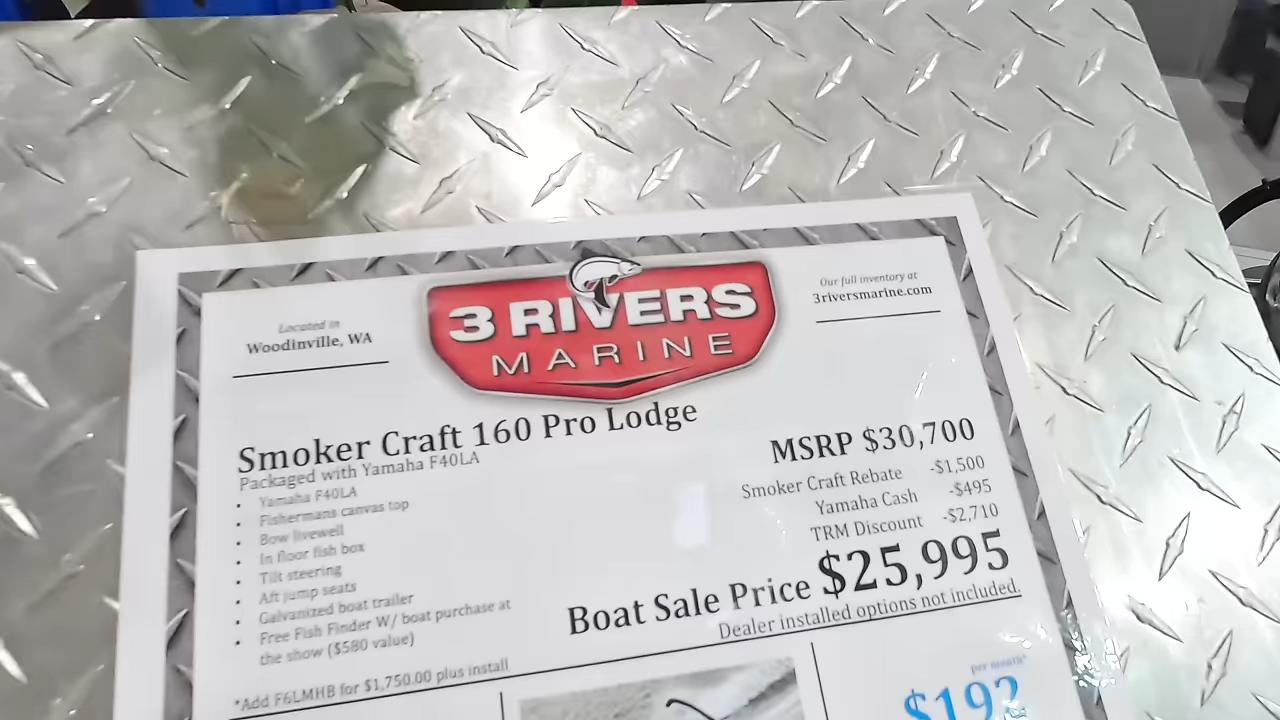 Located in
Woodinville, WA
3 RIVERS
MARINE
Our full inventory at
3riversmarine.com
Smoker Craft 160 Pro Lodge
Packaged with Yamaha F40LA
• Yamaha F40LA
• Fishermans canvas top
• Bow livewell
• In floor fish box
• Tilt steering
• Aft jump seats
• Galvanized boat trailer
• Free Fish Finder W/ boat purchase at
the show ($580 value)
*Add F6LMHB for $1,750.00 plus install
MSRP $30,700
Smoker Craft Rebate -$1,500
Yamaha Cash -$495
TRM Discount -$2,710
Boat Sale Price $25,995
Dealer installed options not included.
per month*
$192